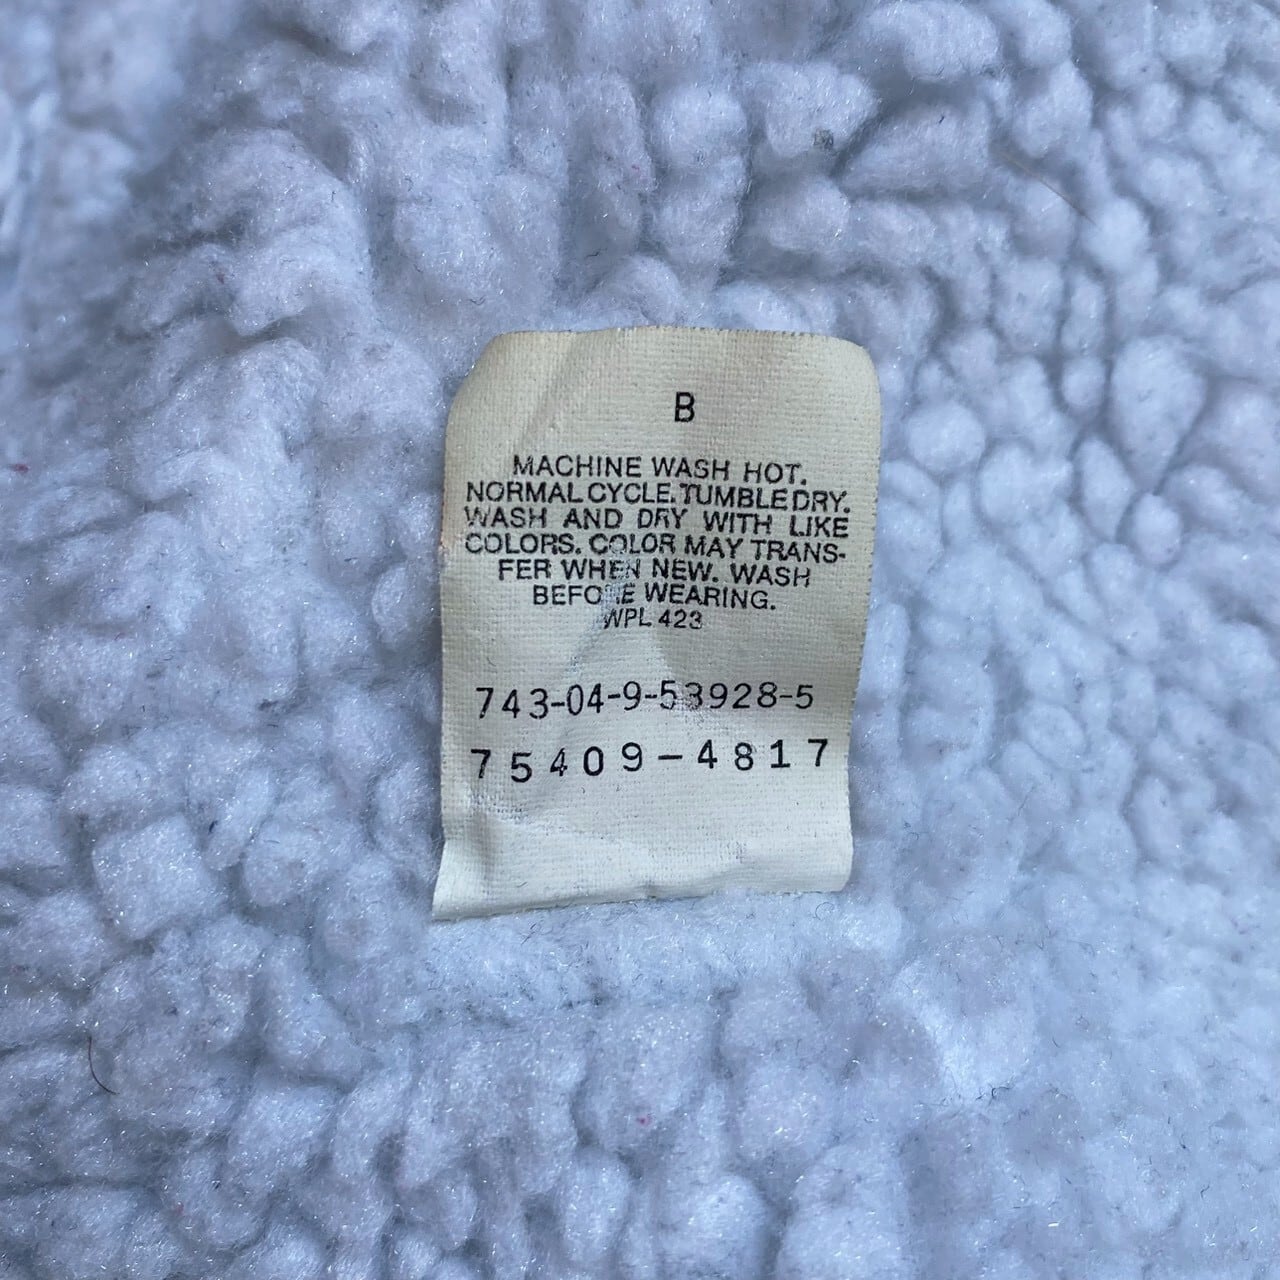 B
MACHINE WASH HOT.
NORMAL CYCLE. TUMBLE DRY.
WASH AND DRY WITH LIKE
COLORS. COLOR MAY TRANS-
FER WHEN NEW. WASH
BEFORE WEARING.
WPL 423
743-04-9-53928-5
75409-4817